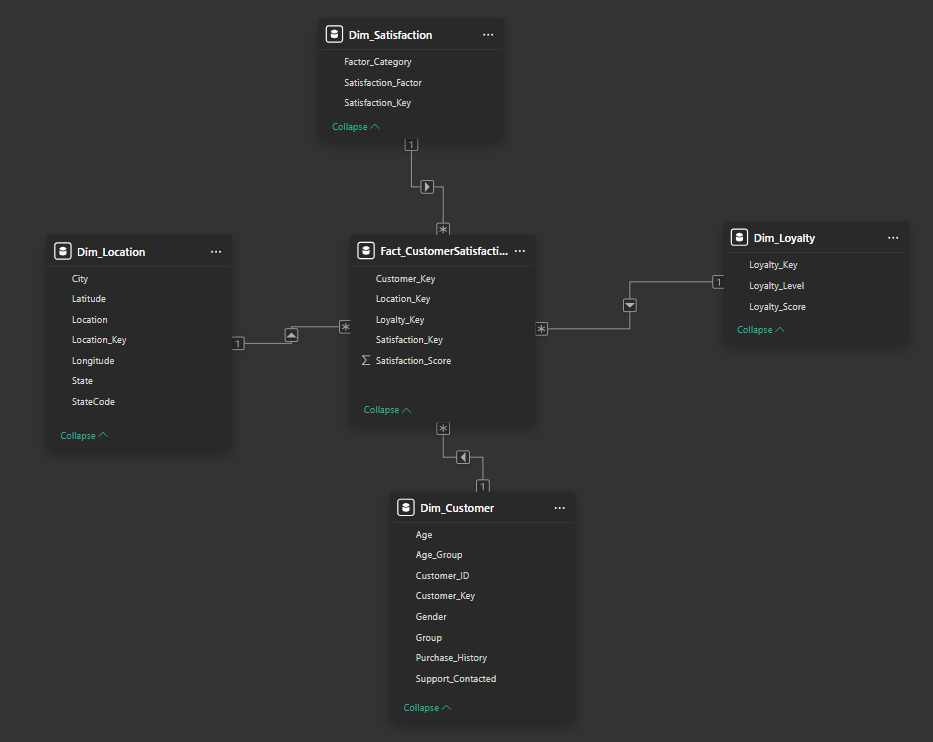 Dim_Satisfaction
Factor_Category
Satisfaction_Factor
Satisfaction_Key
Collapse
1
*
Dim_Location
City
Latitude
Location
Location_Key
Longitude
State
StateCode
Collapse
1
*
Fact_CustomerSatisfacti...
Customer_Key
Location_Key
Loyalty_Key
Satisfaction_Key
Σ Satisfaction_Score
Collapse
*
1
Dim_Loyalty
Loyalty_Key
Loyalty_Level
Loyalty_Score
Collapse
*
1
Dim_Customer
Age
Age_Group
Customer_ID
Customer_Key
Gender
Group
Purchase_History
Support_Contacted
Collapse